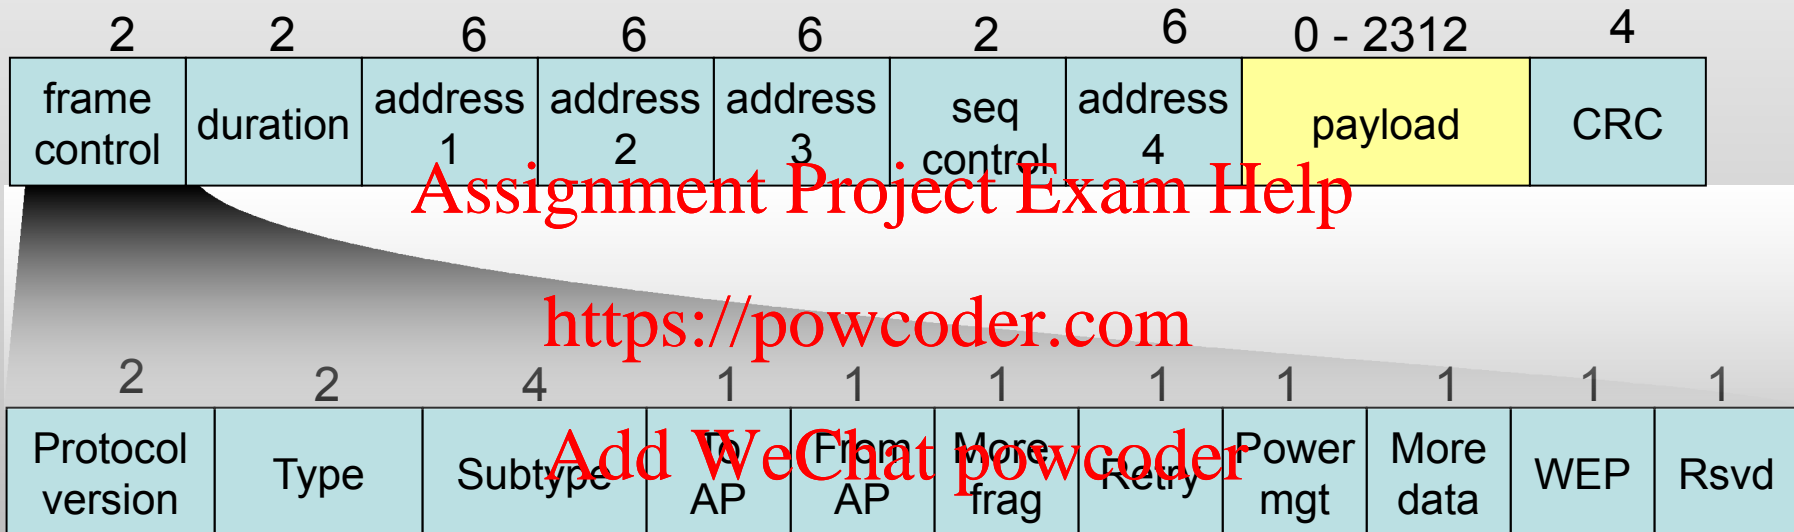 2 2 6 6 6 2 6 0 - 2312 4
frame control duration address 1 address 2 address 3 seq control address 4 payload CRC
Assignment Project Exam Help
https://powcoder.com
2 2 4 1 1 1 1 1 1 1 1
Protocol version Type Subtype To AP From AP More frag Retry Power mgt More data WEP Rsvd
Add WeChat powcoder